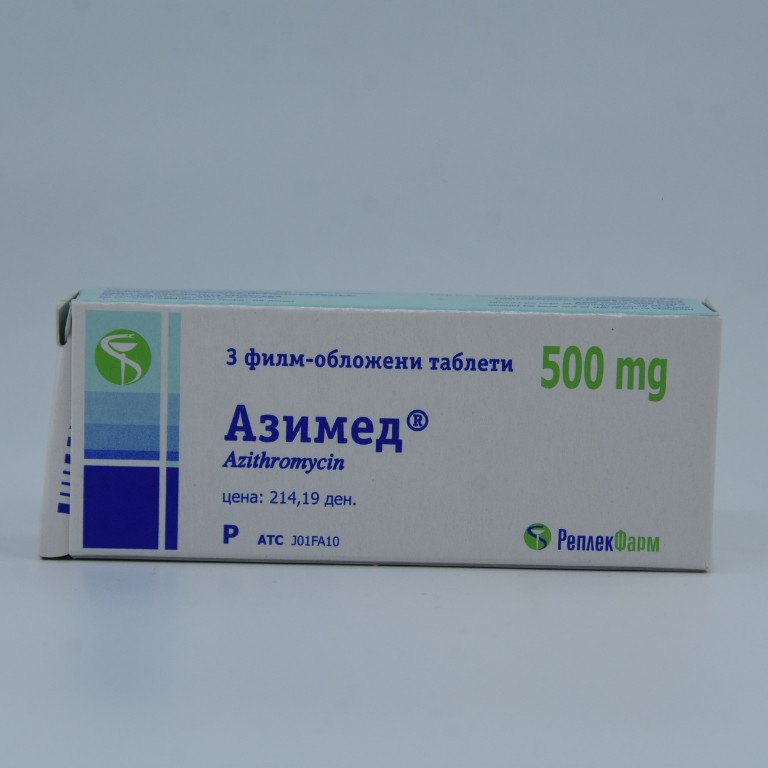 3 филм-обложени таблети 500 mg
Азимед®
Azithromycin
цена: 214,19 ден.
P ATC J01FA10
РеплекФарм